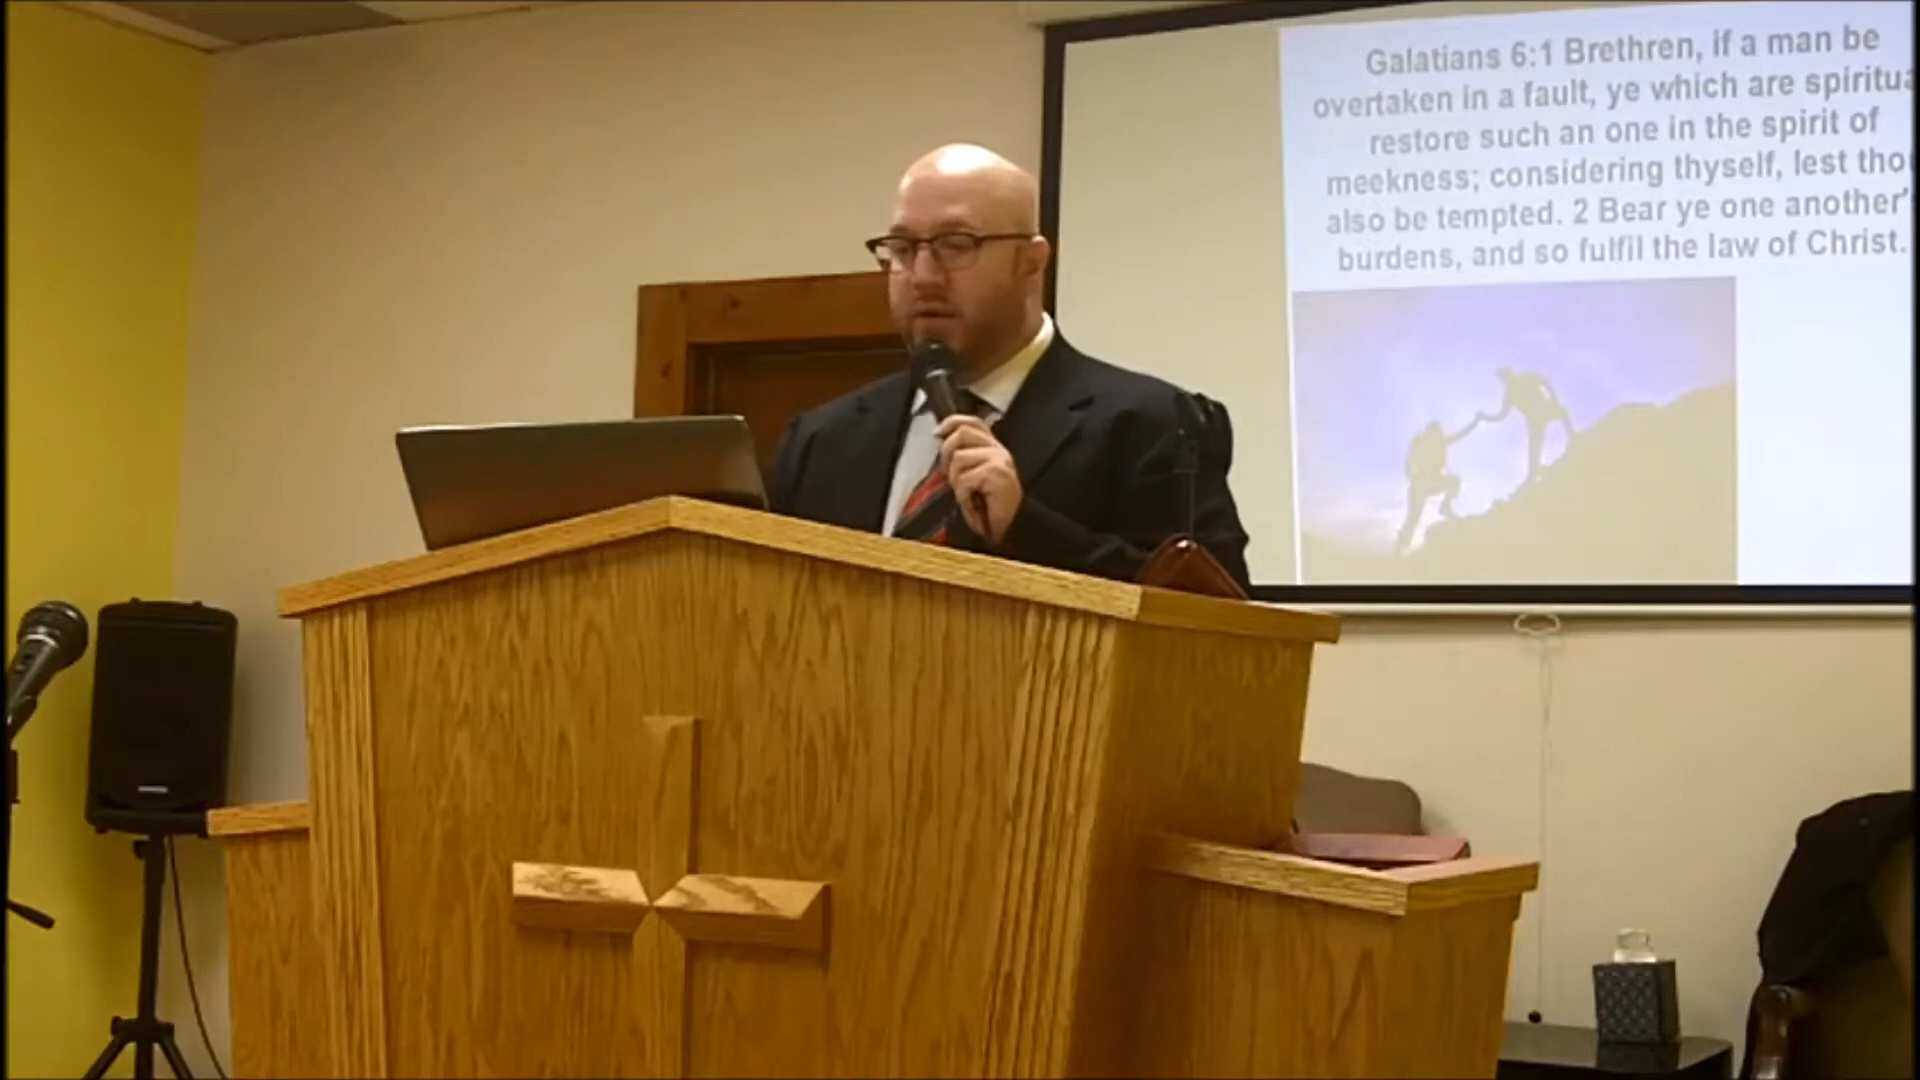 Galatians 6:1 Brethren, if a man be
overtaken in a fault, ye which are spiritua
restore such an one in the spirit of
meekness; considering thyself, lest tho
also be tempted. 2 Bear ye one another'
burdens, and so fulfil the law of Christ.